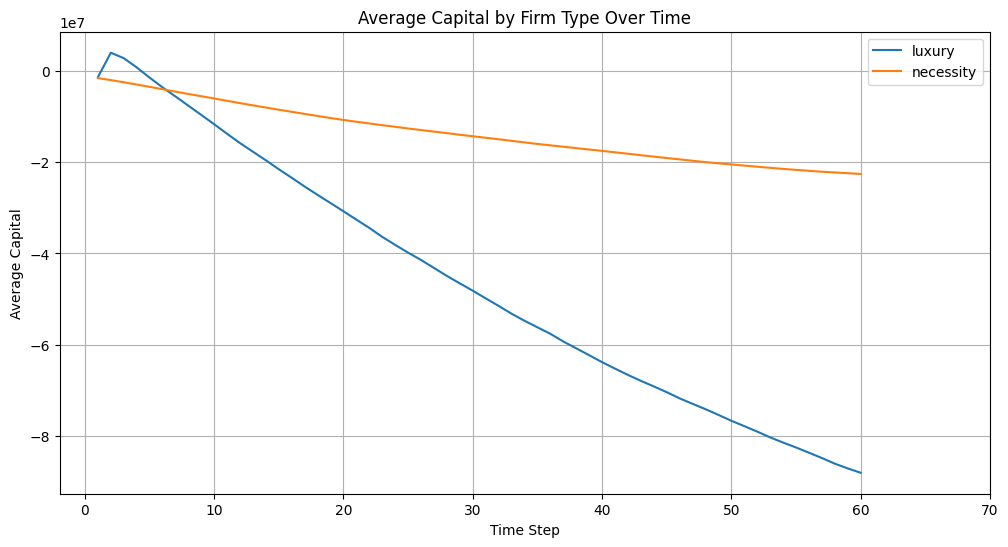 Average Capital by Firm Type Over Time
1e7
luxury
necessity
0
−2
−4
−6
−8
Average Capital
0 10 20 30 40 50 60 70
Time Step